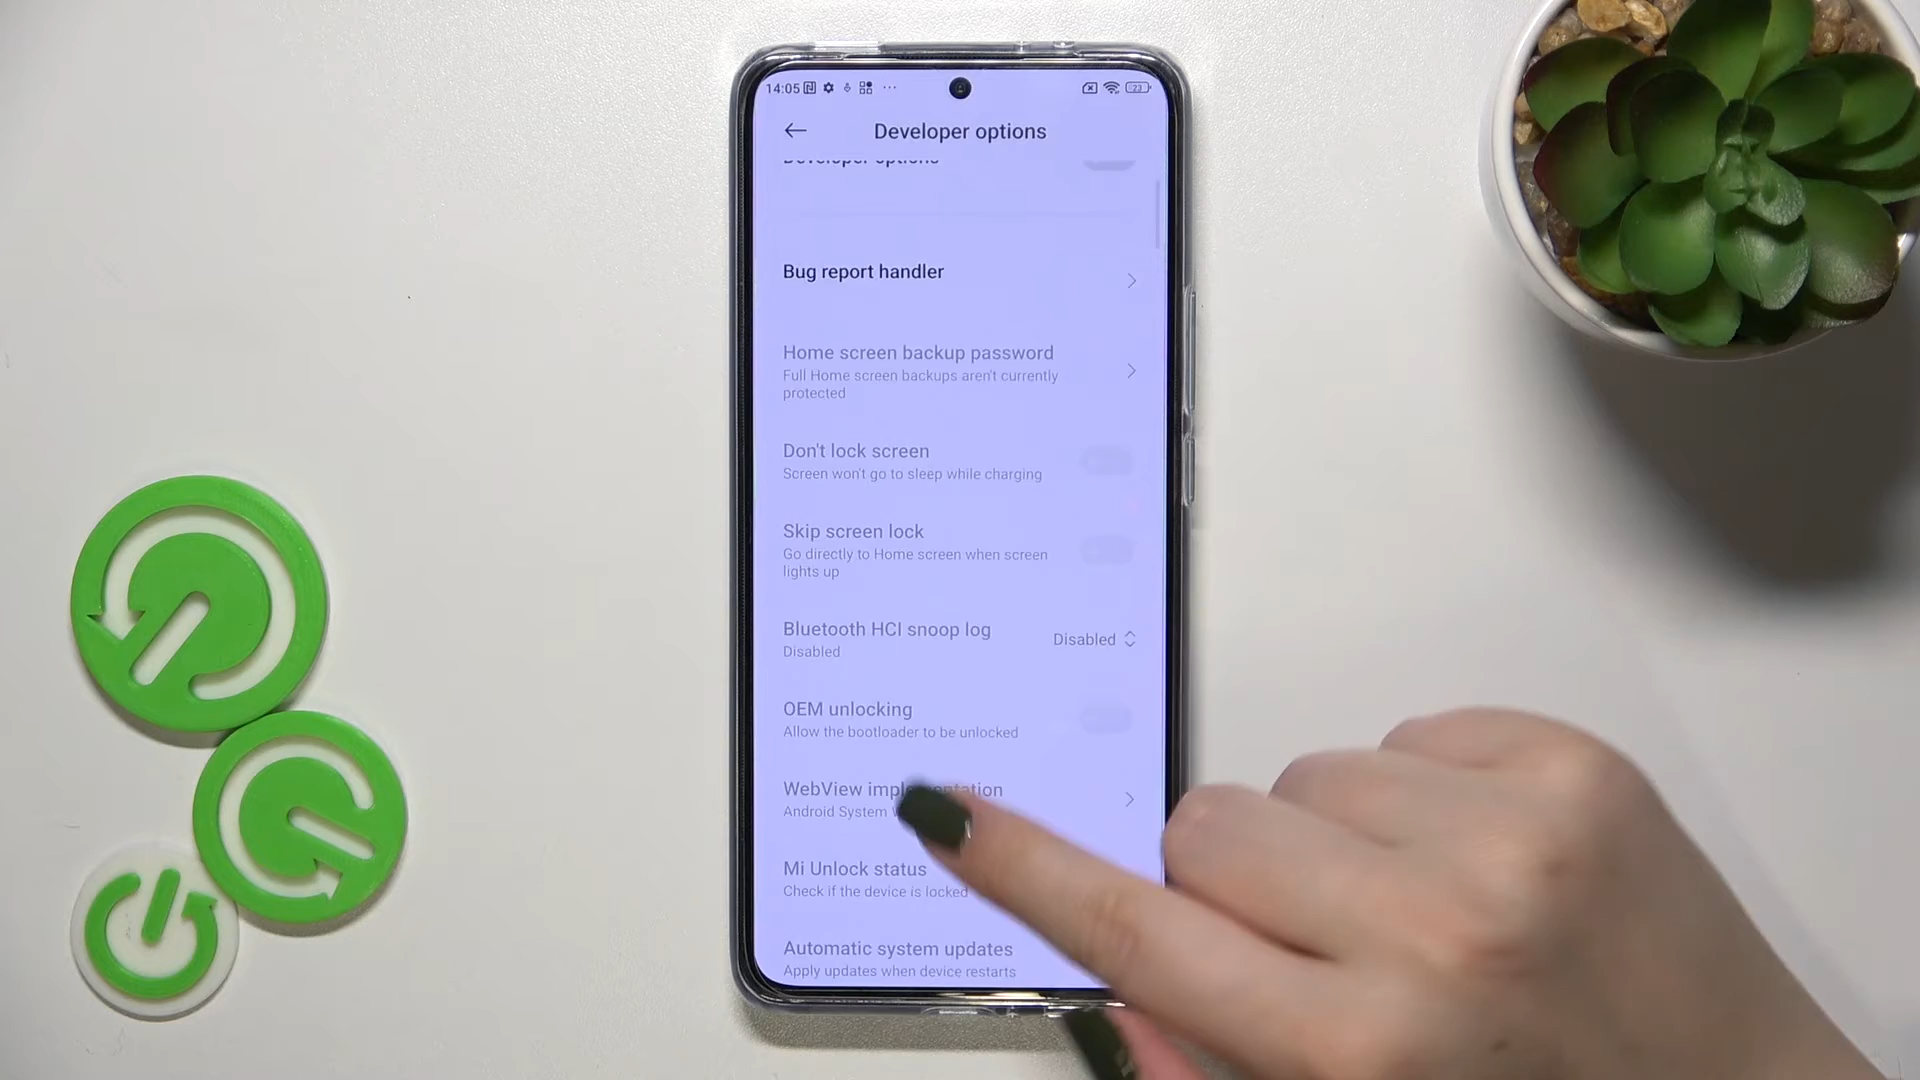 14:05 23
Developer options
Developer options
Bug report handler
Home screen backup password
Full Home screen backups aren't currently
protected
Don't lock screen
Screen won't go to sleep while charging
Skip screen lock
Go directly to Home screen when screen
lights up
Bluetooth HCI snoop log
Disabled
Disabled
OEM unlocking
Allow the bootloader to be unlocked
WebView implementation
Android System
Mi Unlock status
Check if the device is locked
Automatic system updates
Apply updates when device restarts